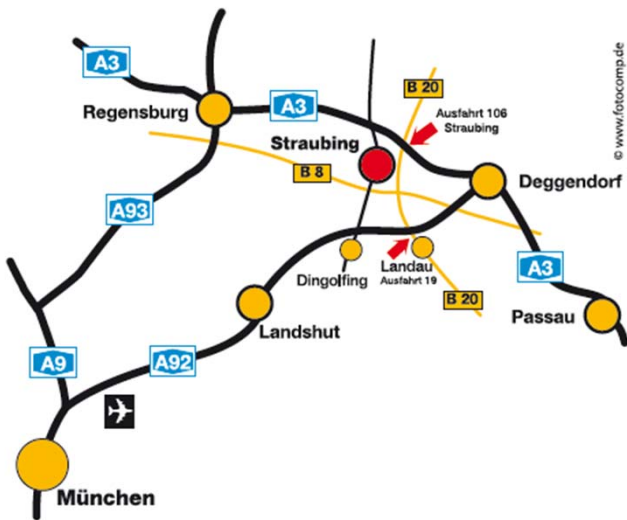 A3
B 20
© www.fotocomp.de
Regensburg
A3
Ausfahrt 106
Straubing
Straubing
B 8
Deggendorf
A93
Dingolfing
Landau
Ausfahrt 19
A3
B 20
Landshut
Passau
A9
A92
München